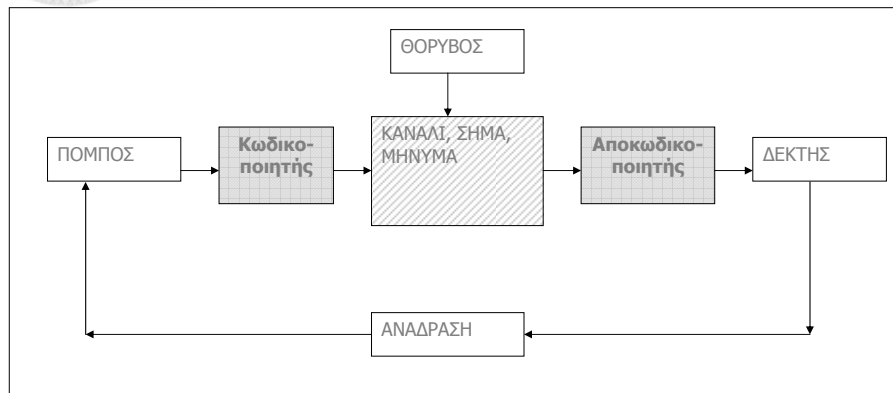 ΘΟΡΥΒΟΣ
ΠΟΜΠΟΣ
Κωδικο-
ποιητής
ΚΑΝΑΛΙ, ΣΗΜΑ,
ΜΗΝΥΜΑ
Αποκωδικο-
ποιητής
ΔΕΚΤΗΣ
ΑΝΑΔΡΑΣΗ